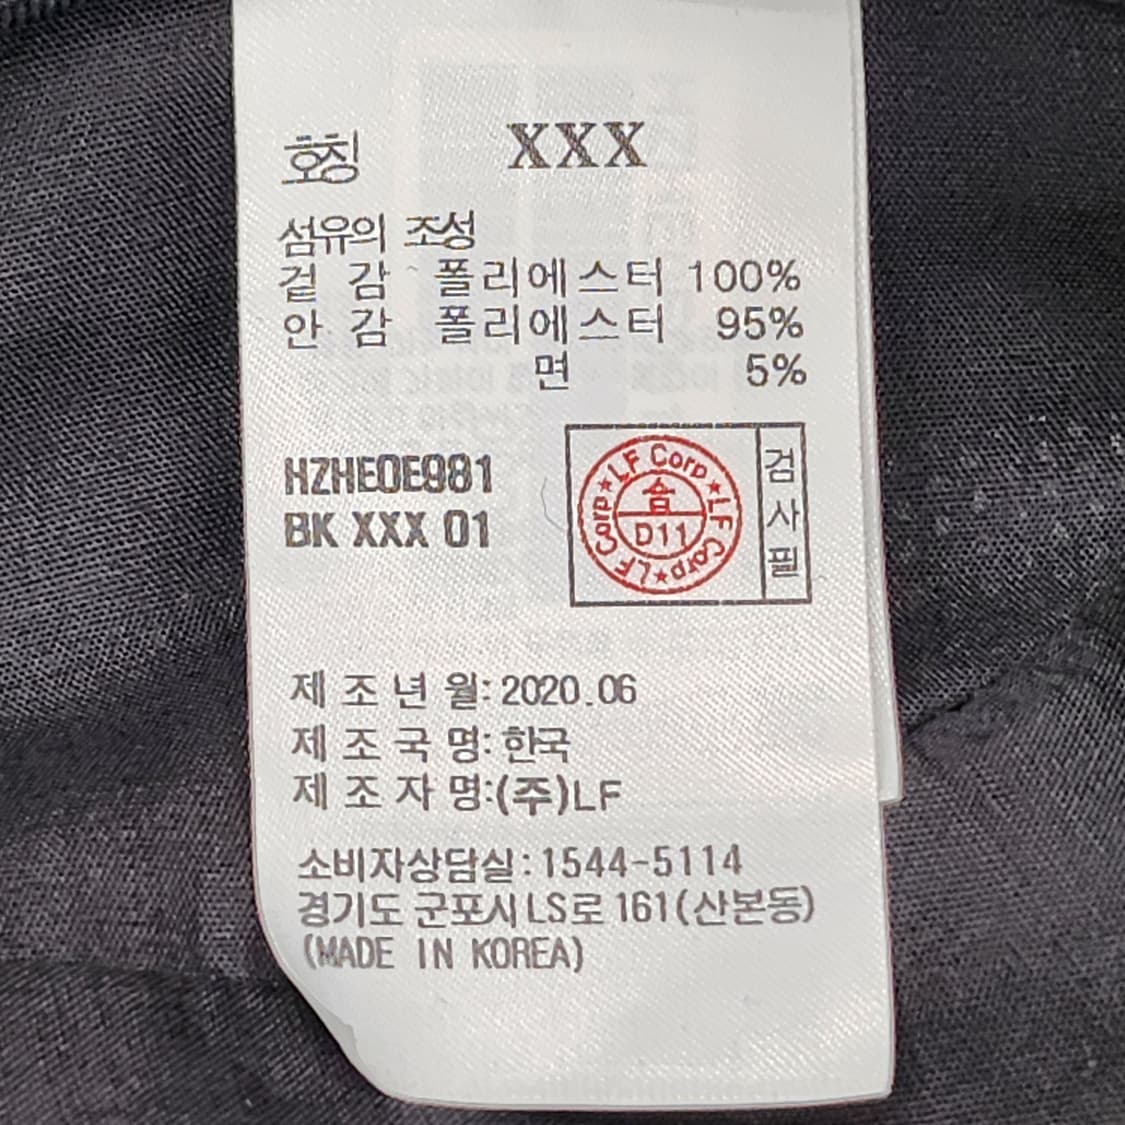 호칭 XXX
섬유의 조성
겉 감 폴리에스터 100%
안 감 폴리에스터 95%
면 5%
HZHE0E981
BK XXX 01
LF Corp★LF Corp★LF Corp★
合
D11
검사필
제 조 년 월: 2020.06
제 조 국 명: 한국
제 조 자 명:(주)LF
소비자상담실:1544-5114
경기도 군포시 LS로 161(산본동)
(MADE IN KOREA)